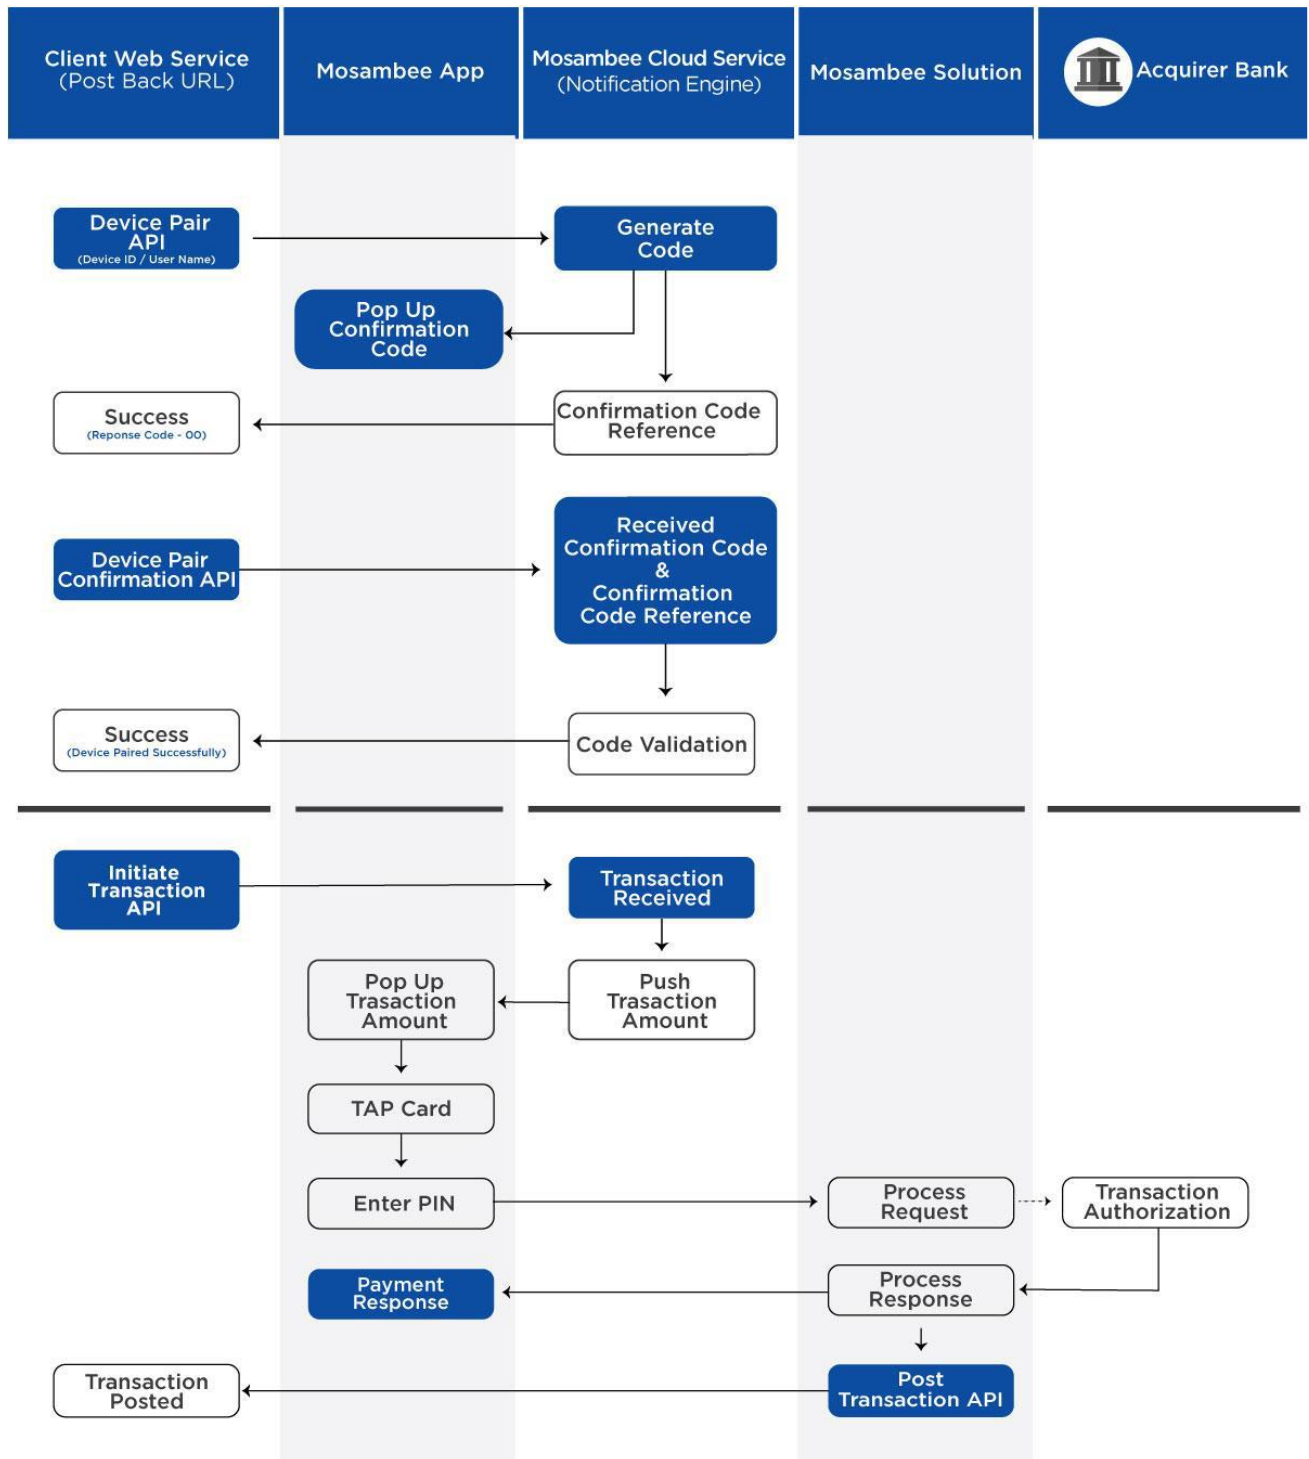 Client Web Service
(Post Back URL)
Mosambee App
Mosambee Cloud Service
(Notification Engine)
Mosambee Solution
Acquirer Bank
Device Pair
API
(Device ID / User Name)
Generate
Code
Pop Up
Confirmation
Code
Success
(Reponse Code - 00)
Confirmation Code
Reference
Device Pair
Confirmation API
Received
Confirmation Code
&
Confirmation
Code Reference
Success
(Device Paired Successfully)
Code Validation
Initiate
Transaction
API
Transaction
Received
Pop Up
Trasaction
Amount
Push
Trasaction
Amount
TAP Card
Enter PIN
Process
Request
Transaction
Authorization
Payment
Response
Process
Response
Transaction
Posted
Post
Transaction API